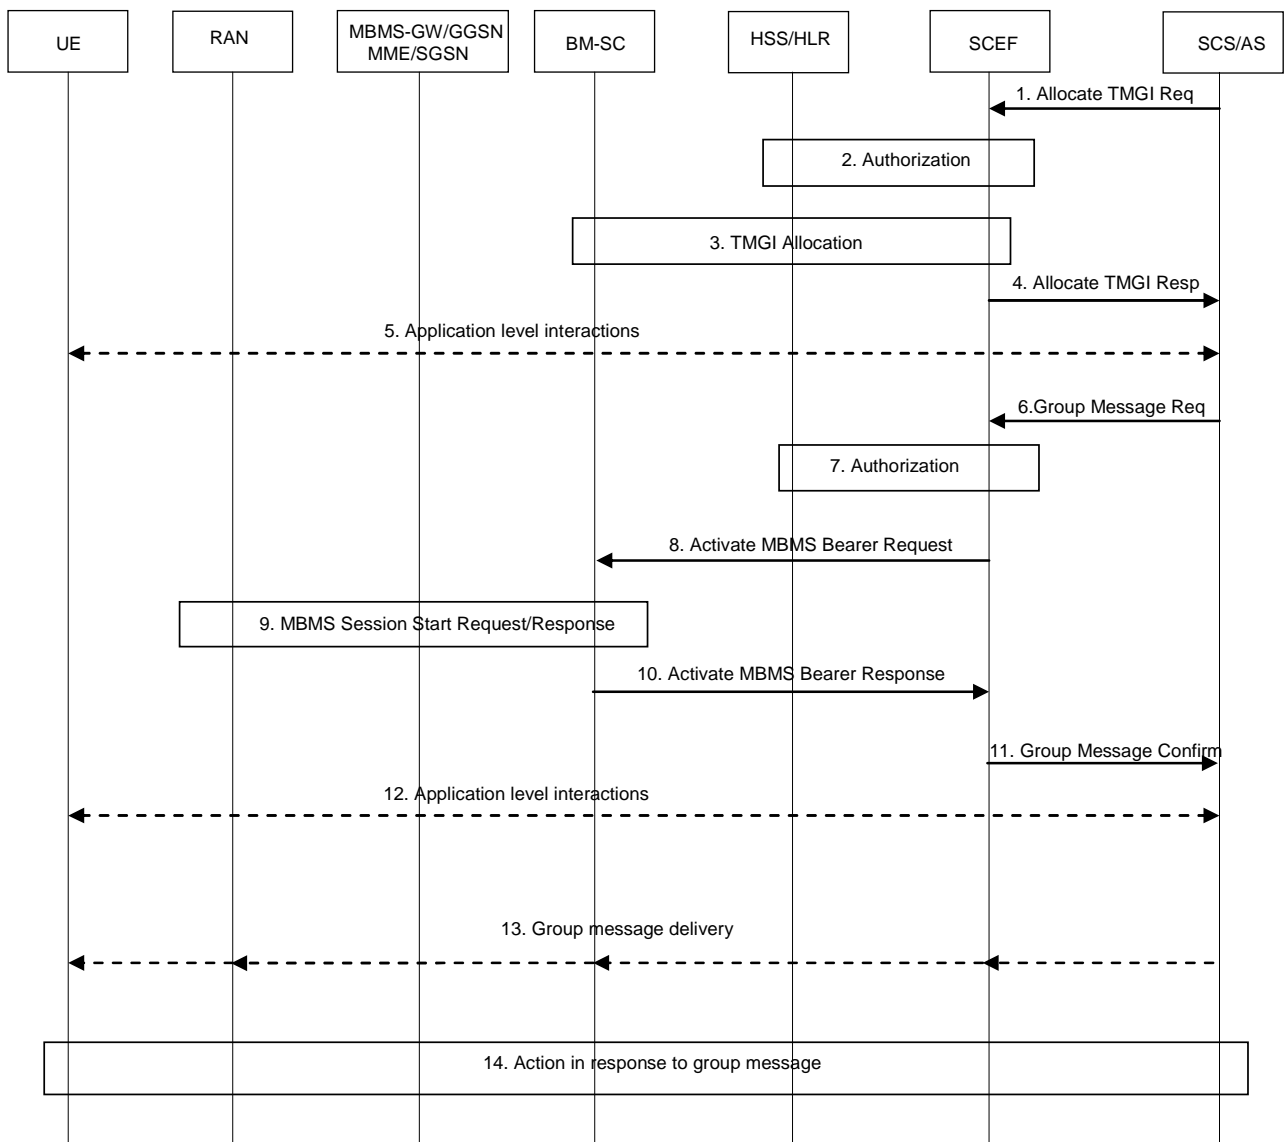 UE
RAN
MBMS-GW/GGSN
MME/SGSN
BM-SC
HSS/HLR
SCEF
SCS/AS
1. Allocate TMGI Req
2. Authorization
3. TMGI Allocation
4. Allocate TMGI Resp
5. Application level interactions
6.Group Message Req
7. Authorization
8. Activate MBMS Bearer Request
9. MBMS Session Start Request/Response
10. Activate MBMS Bearer Response
11. Group Message Confirm
12. Application level interactions
13. Group message delivery
14. Action in response to group message